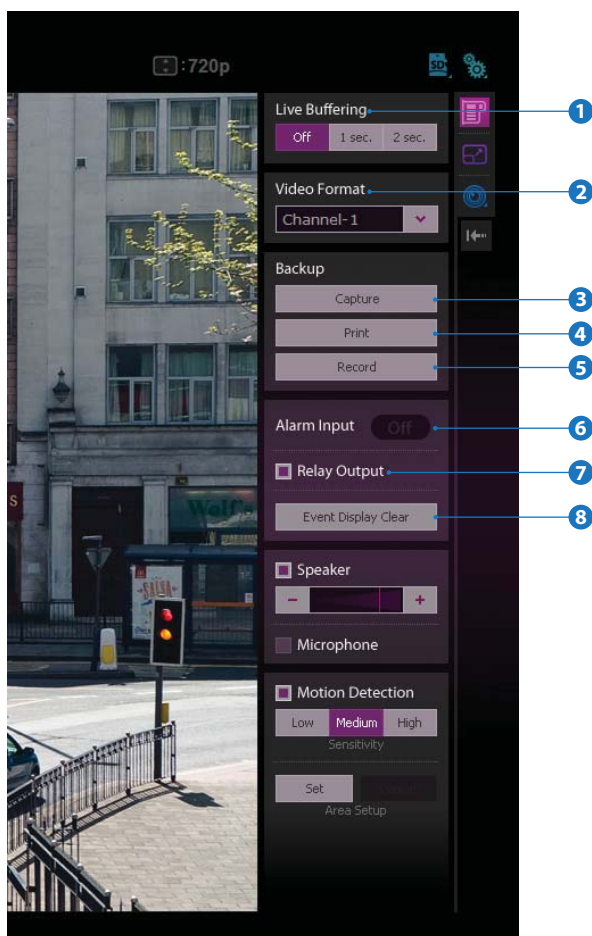 :720p
SD
Live Buffering
1
Off 1 sec. 2 sec.
Video Format
2
Channel-1
Backup
Capture
3
Print
4
Record
5
Alarm Input Off
6
Relay Output
7
Event Display Clear
8
S
Wolf
Speaker
- +
SALSA
Microphone
Motion Detection
Low Medium High
Sensitivity
Set
Area Setup